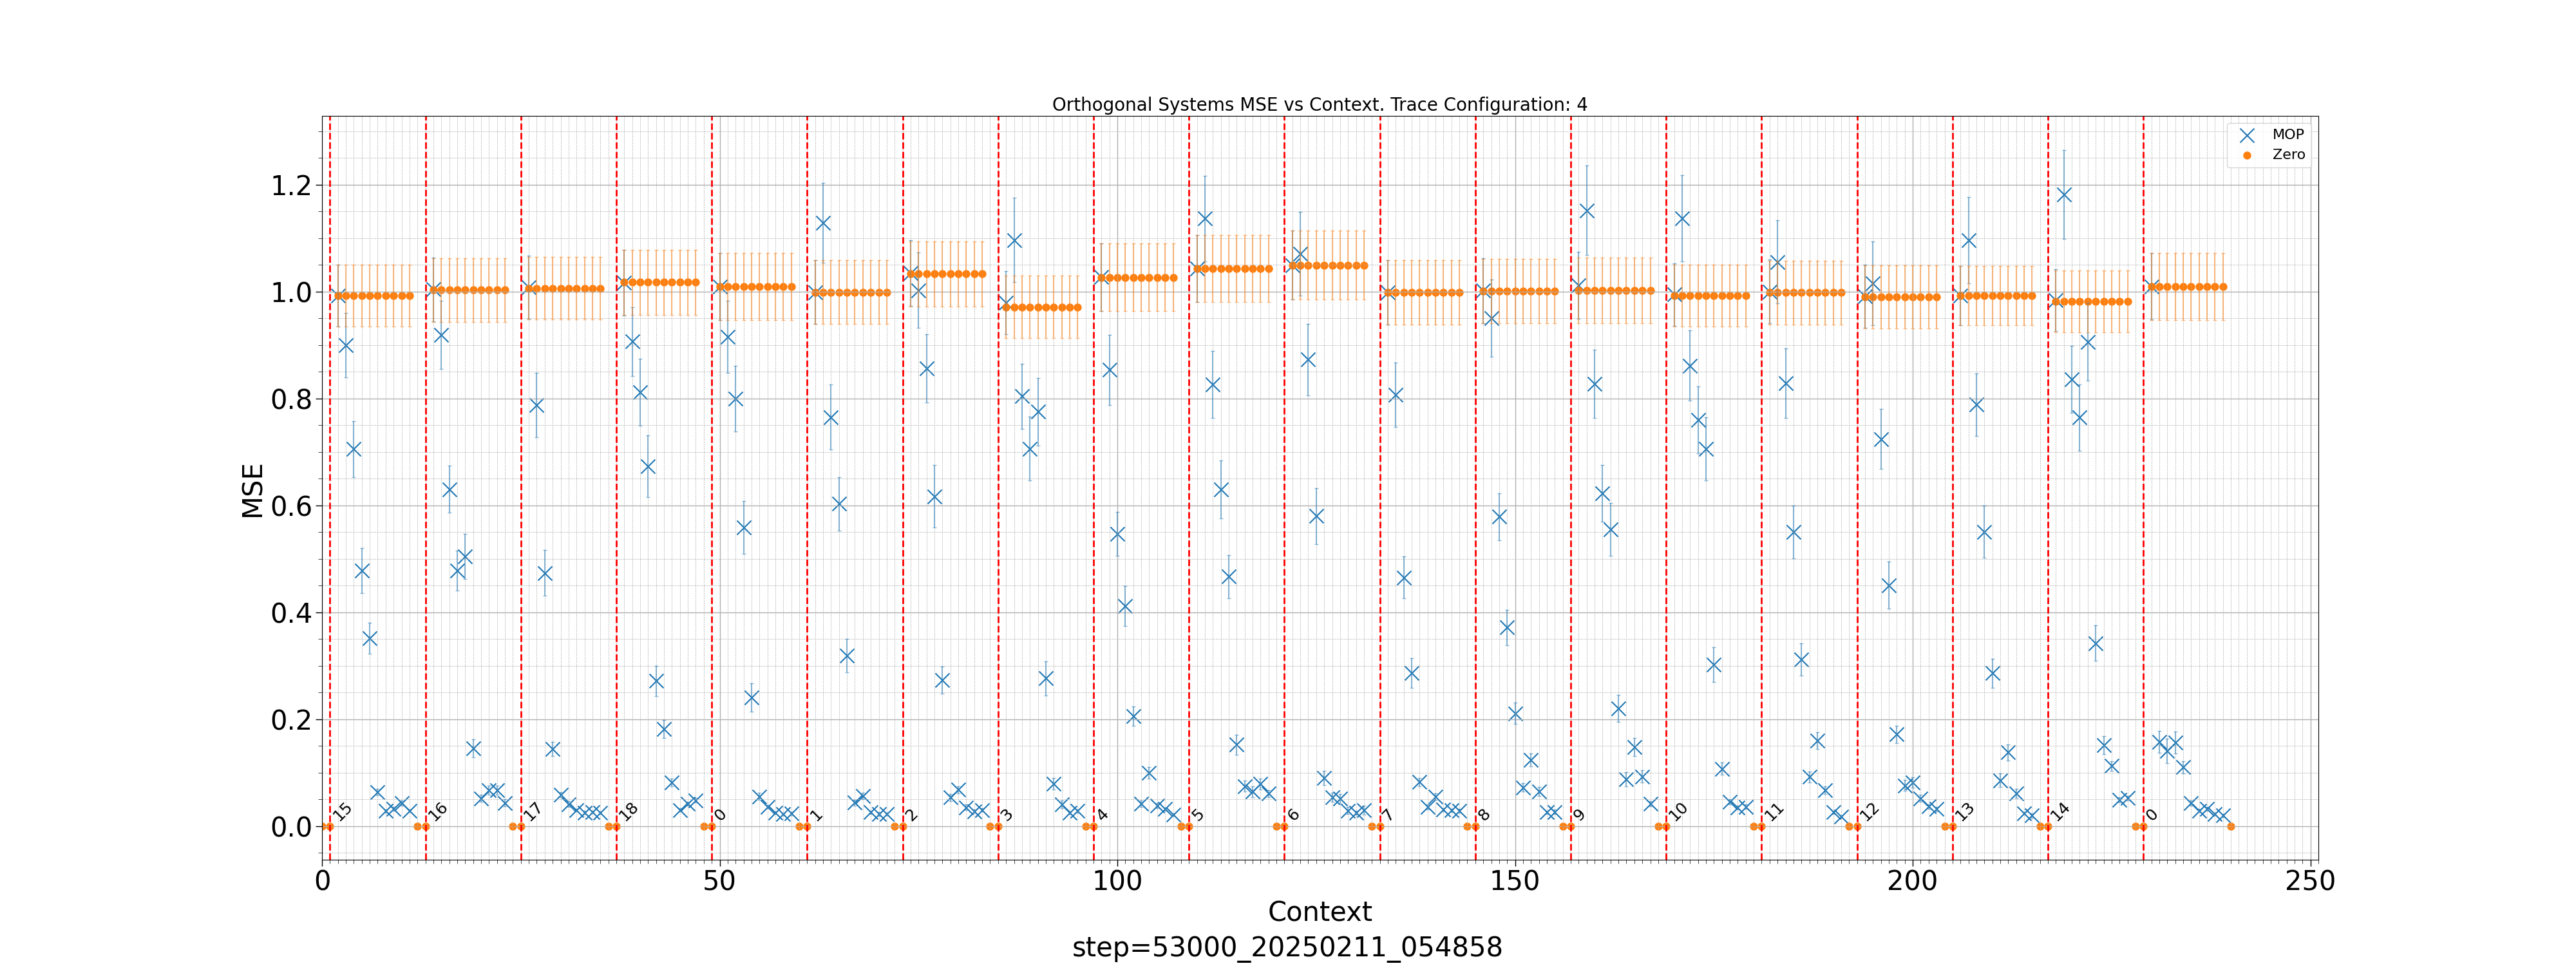 Orthogonal Systems MSE vs Context. Trace Configuration: 4
MOP
Zero
MSE
1.2
1.0
0.8
0.6
0.4
0.2
0.0
15 16 17 18 0 1 2 3 4 5 6 7 8 9 10 11 12 13 14 0
0 50 100 150 200 250
Context
step=53000_20250211_054858